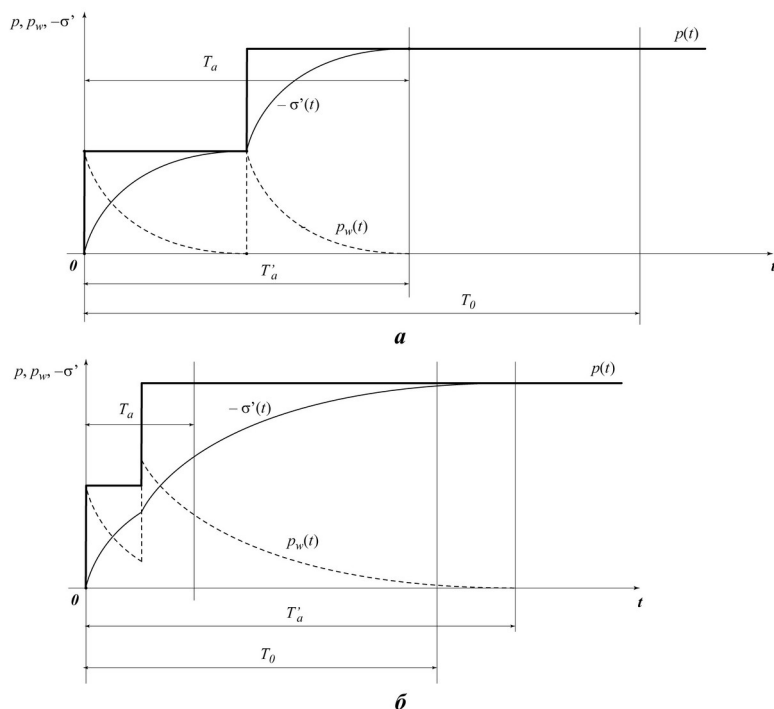 p, p_w, –σ’
p(t)
T_a
– σ’(t)
p_w(t)
0
t
T’_a
T_0
а
p, p_w, –σ’
p(t)
– σ’(t)
T_a
p_w(t)
0
t
T’_a
T_0
б